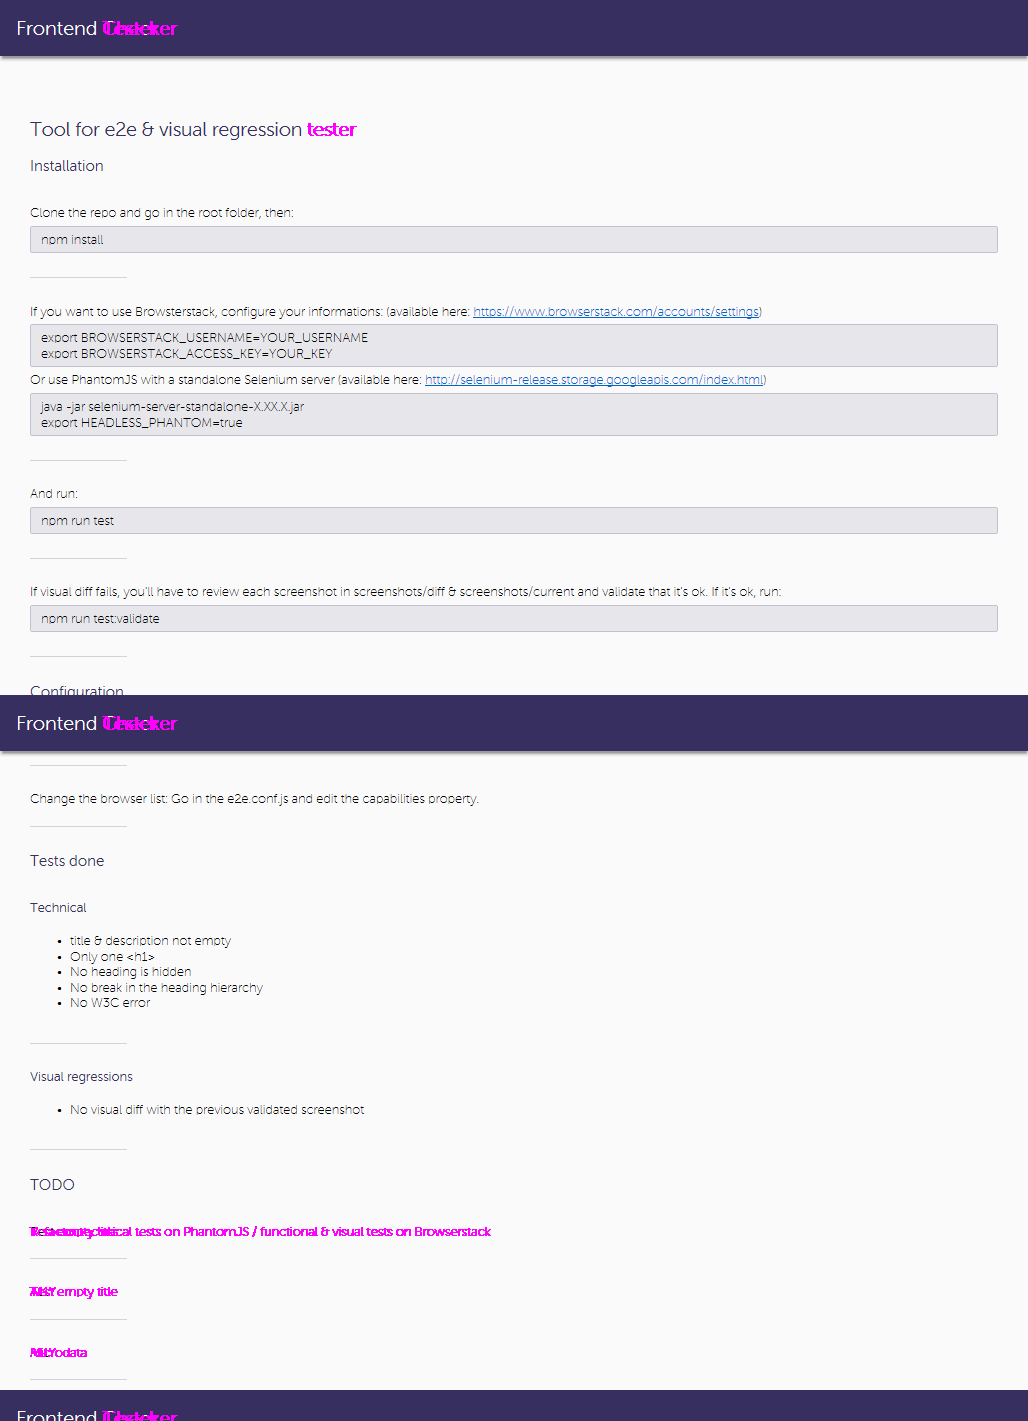 Frontend
Tool for e2e & visual regression tester
Installation
Clone the repo and go in the root folder, then:
npm install
If you want to use Browsterstack, configure your informations: (available here: https://www.browserstack.com/accounts/settings)
export BROWSERSTACK_USERNAME=YOUR_USERNAME
export BROWSERSTACK_ACCESS_KEY=YOUR_KEY
Or use PhantomJS with a standalone Selenium server (available here: http://selenium-release.storage.googleapis.com/index.html)
java -jar selenium-server-standalone-X.XX.X.jar
export HEADLESS_PHANTOM=true
And run:
npm run test
If visual diff fails, you'll have to review each screenshot in screenshots/diff & screenshots/current and validate that it's ok. If it's ok, run:
npm run test:validate
Configuration
Frontend
Change the browser list: Go in the e2e.conf.js and edit the capabilities property.
Tests done
Technical
• title & description not empty
• Only one <h1>
• No heading is hidden
• No break in the heading hierarchy
• No W3C error
Visual regressions
• No visual diff with the previous validated screenshot
TODO
tests on PhantomJS / functional & visual tests on Browserstack
empty title
Microdata
Frontend